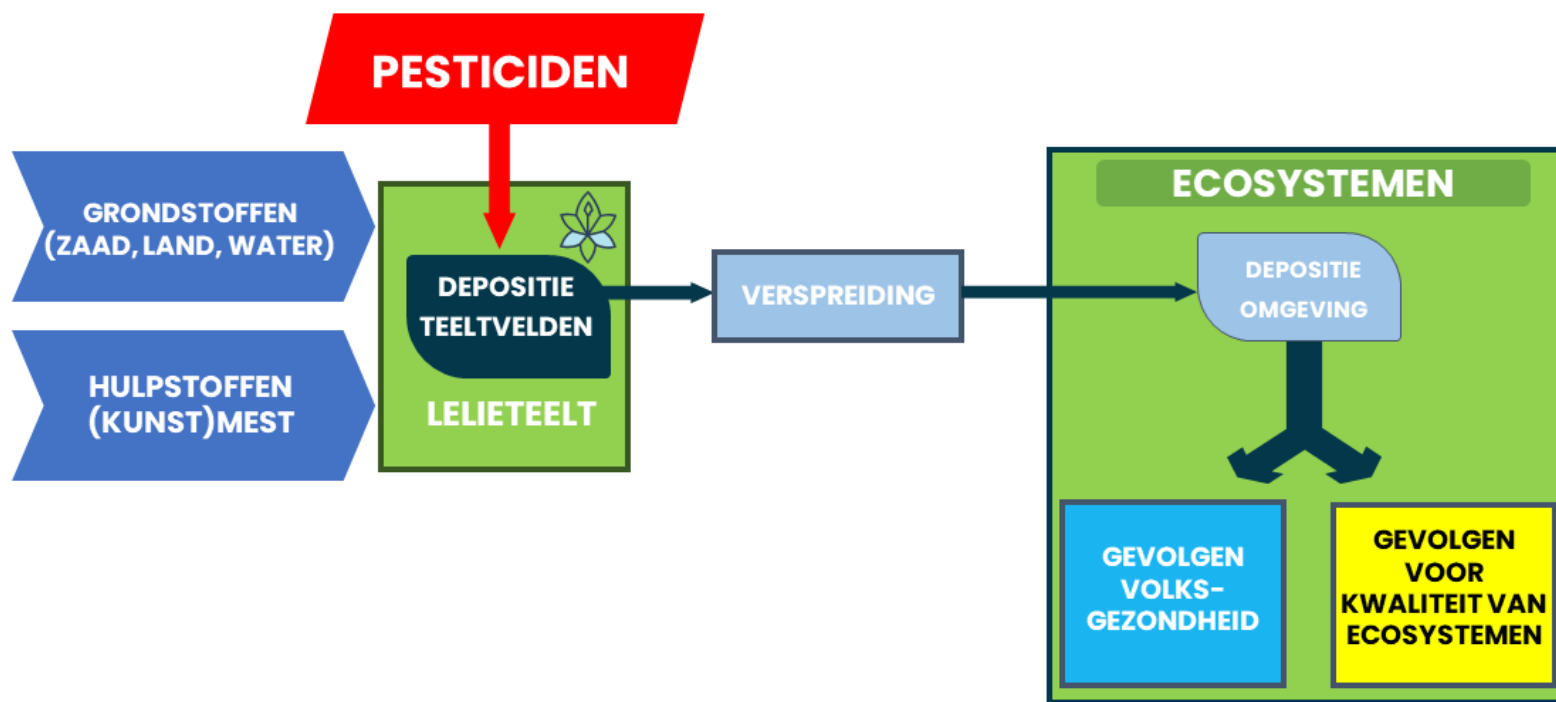 PESTICIDEN
GRONDSTOFFEN
(ZAAD, LAND, WATER)
HULPSTOFFEN
(KUNST)MEST
DEPOSITIE
TEELTVELDEN
LELIETEELT
VERSPREIDING
ECOSYSTEMEN
DEPOSITIE
OMGEVING
GEVOLGEN
VOLKS-
GEZONDHEID
GEVOLGEN
VOOR
KWALITEIT VAN
ECOSYSTEMEN